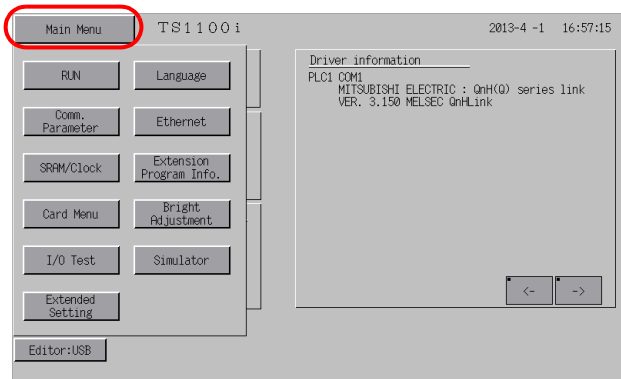 Main Menu
TS1100i
2013-4 -1 16:57:15
RUN
Language
Comm.
Parameter
Ethernet
SRAM/Clock
Extension
Program Info.
Card Menu
Bright
Adjustment
I/O Test
Simulator
Extended
Setting
Editor:USB
Driver information
PLC1 COM1
MITSUBISHI ELECTRIC : QnH(Q) series link
VER. 3.150 MELSEC QnHLink
<-
->